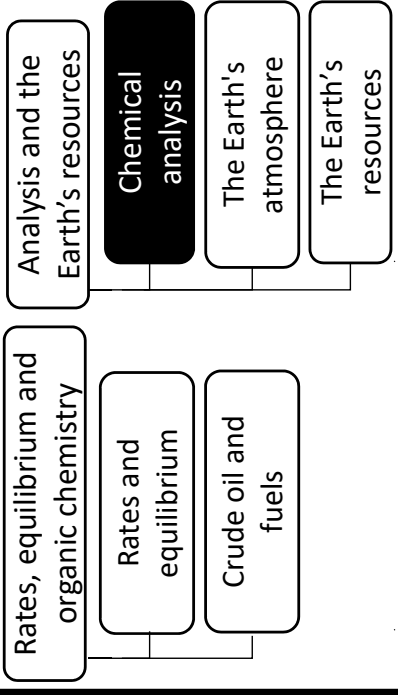 Rates, equilibrium and
organic chemistry
Rates and
equilibrium
Crude oil and
fuels
Analysis and the
Earth’s resources
Chemical
analysis
The Earth's
atmosphere
The Earth’s
resources